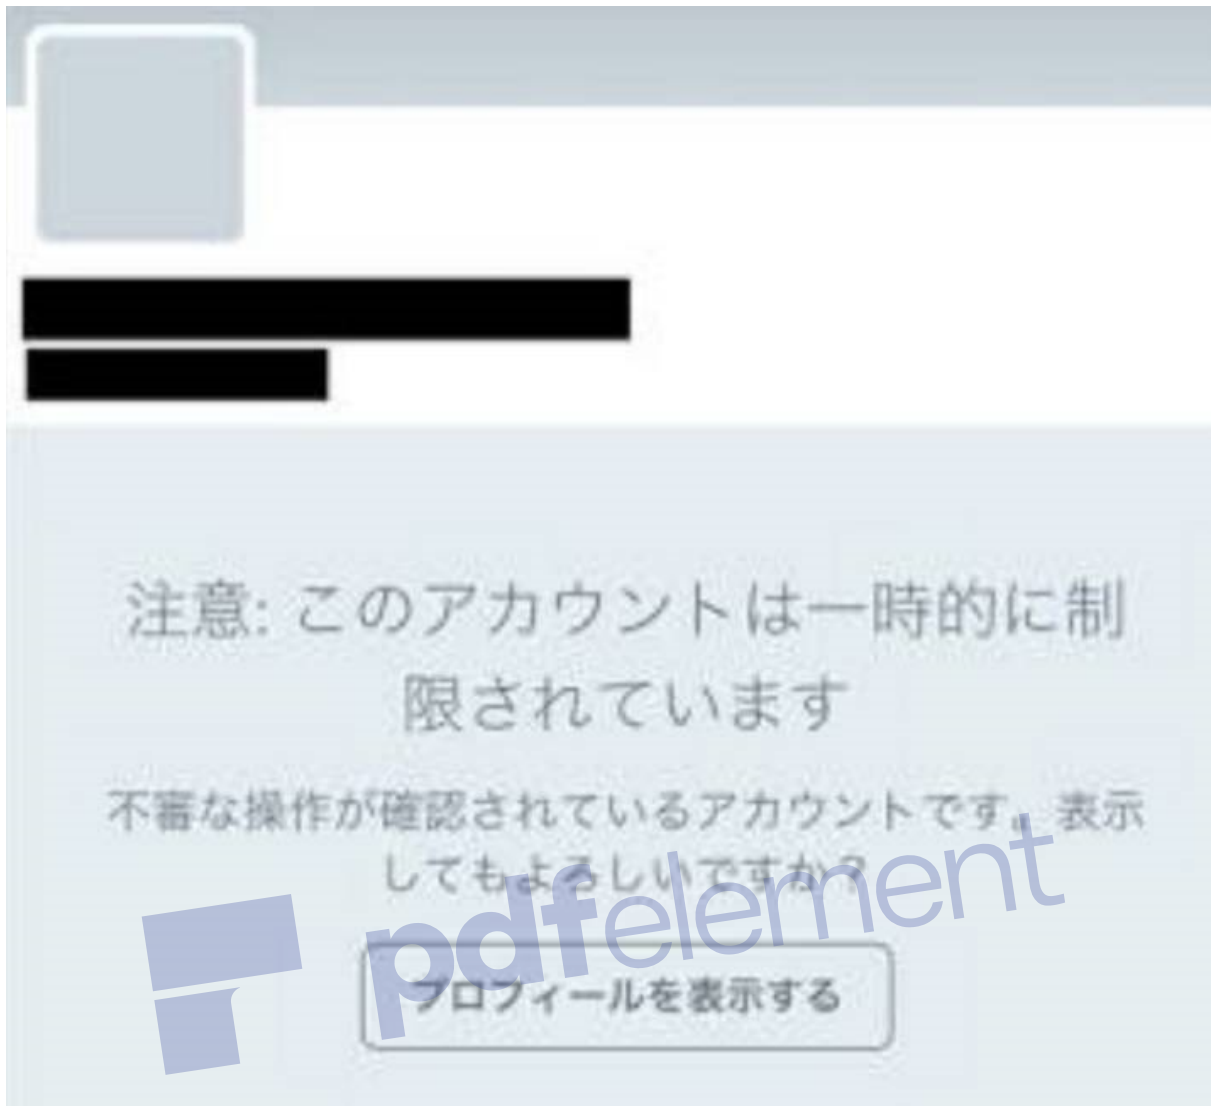 注意: このアカウントは一時的に制
限されています
不審な操作が確認されているアカウントです。表示
してもよろしいですか？
pdfelement
プロフィールを表示する